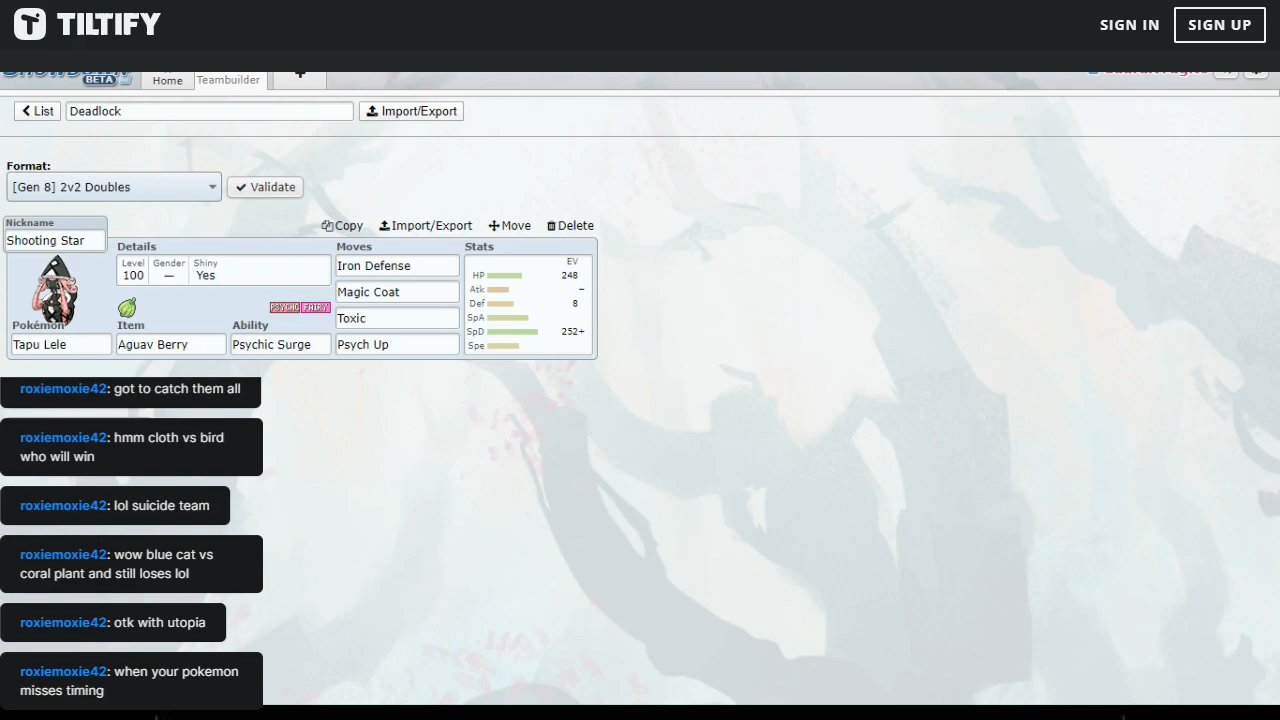 TILTIFY
SIGN IN
SIGN UP
BETA
Home
Teambuilder
List
Deadlock
Import/Export
Format:
[Gen 8] 2v2 Doubles
Validate
Copy
Import/Export
Move
Delete
Nickname
Shooting Star
Details
Level
100
Gender
—
Shiny
Yes
PSYCHC FAIRY
Pokémon
Tapu Lele
Item
Aguav Berry
Ability
Psychic Surge
Moves
Iron Defense
Magic Coat
Toxic
Psych Up
Stats
EV
HP 248
Atk –
Def 8
SpA
SpD 252+
Spe
roxiemoxie42: got to catch them all
roxiemoxie42: hmm cloth vs bird
who will win
roxiemoxie42: lol suicide team
roxiemoxie42: wow blue cat vs
coral plant and still loses lol
roxiemoxie42: otk with utopia
roxiemoxie42: when your pokemon
misses timing